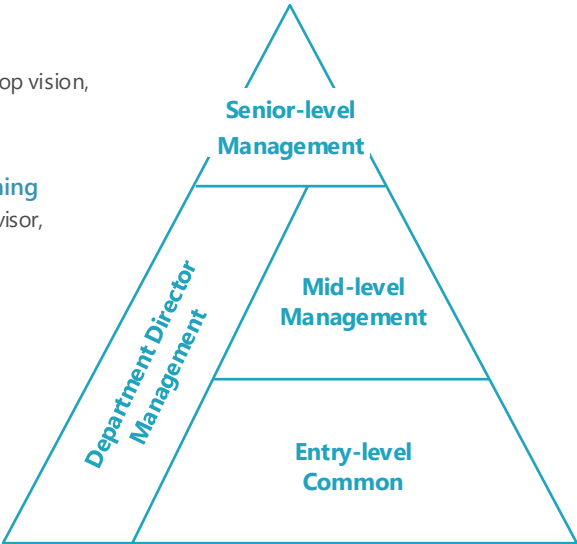 op vision,
ning
visor,
Senior-level
Management
Department Director
Management
Mid-level
Management
Entry-level
Common